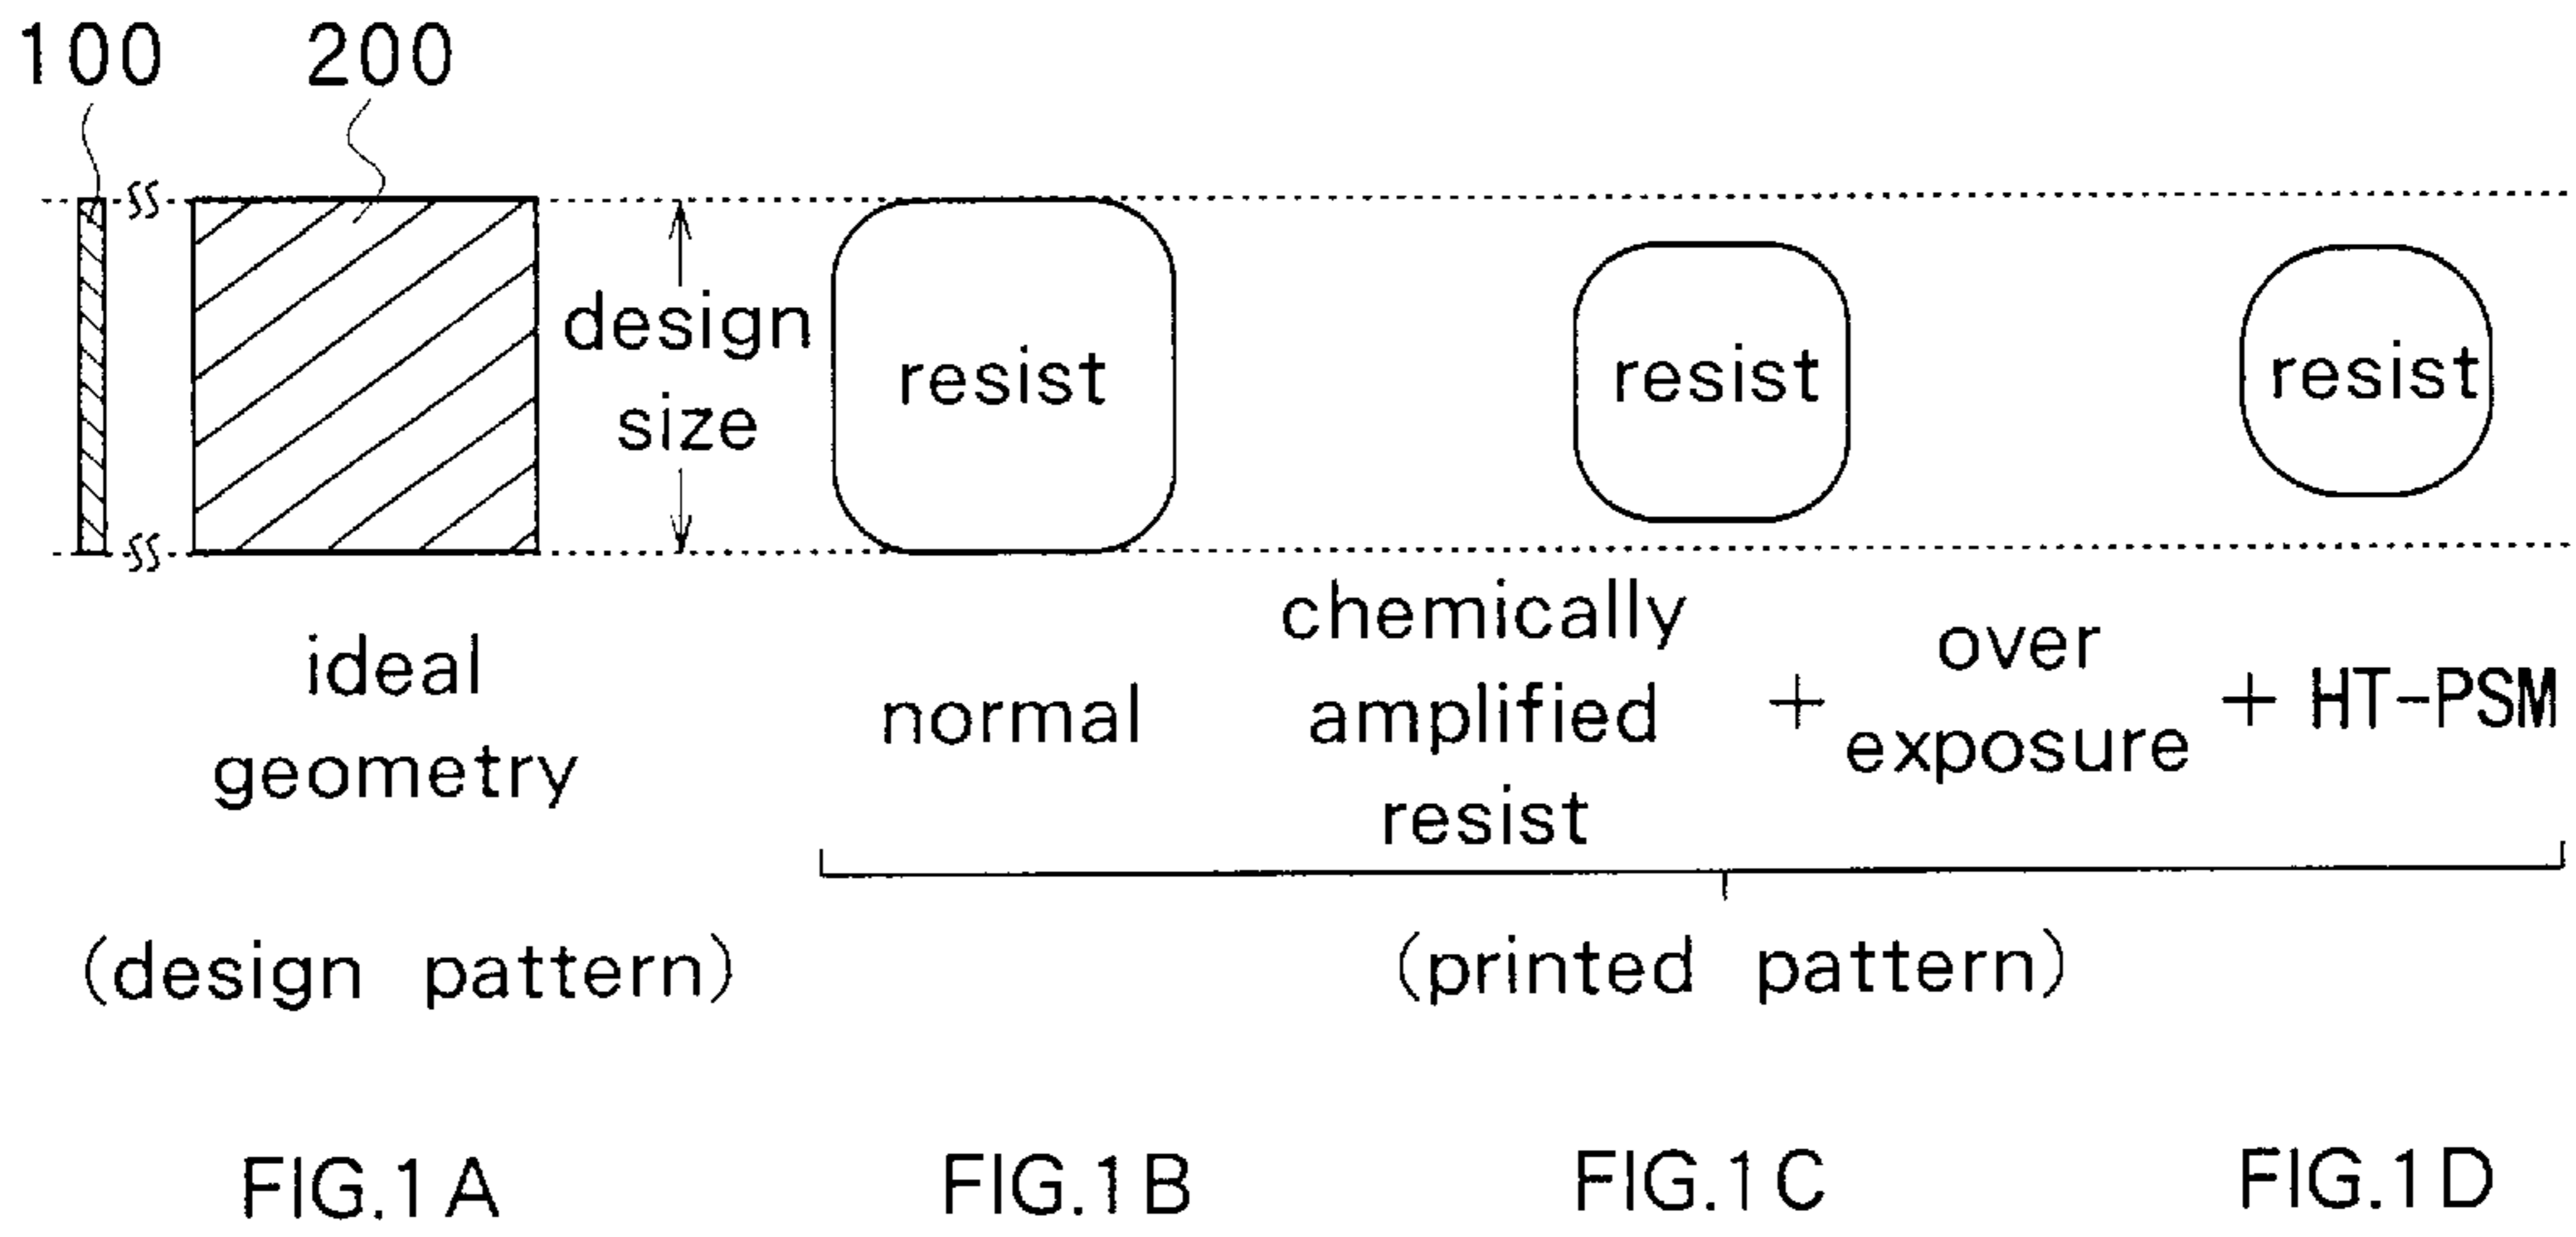 100 200
design
size
resist
resist
resist
ideal
geometry
normal
chemically
amplified
resist
+
over
exposure
+ HT-PSM
(design pattern)
(printed pattern)
FIG.1A FIG.1B FIG.1C FIG.1D